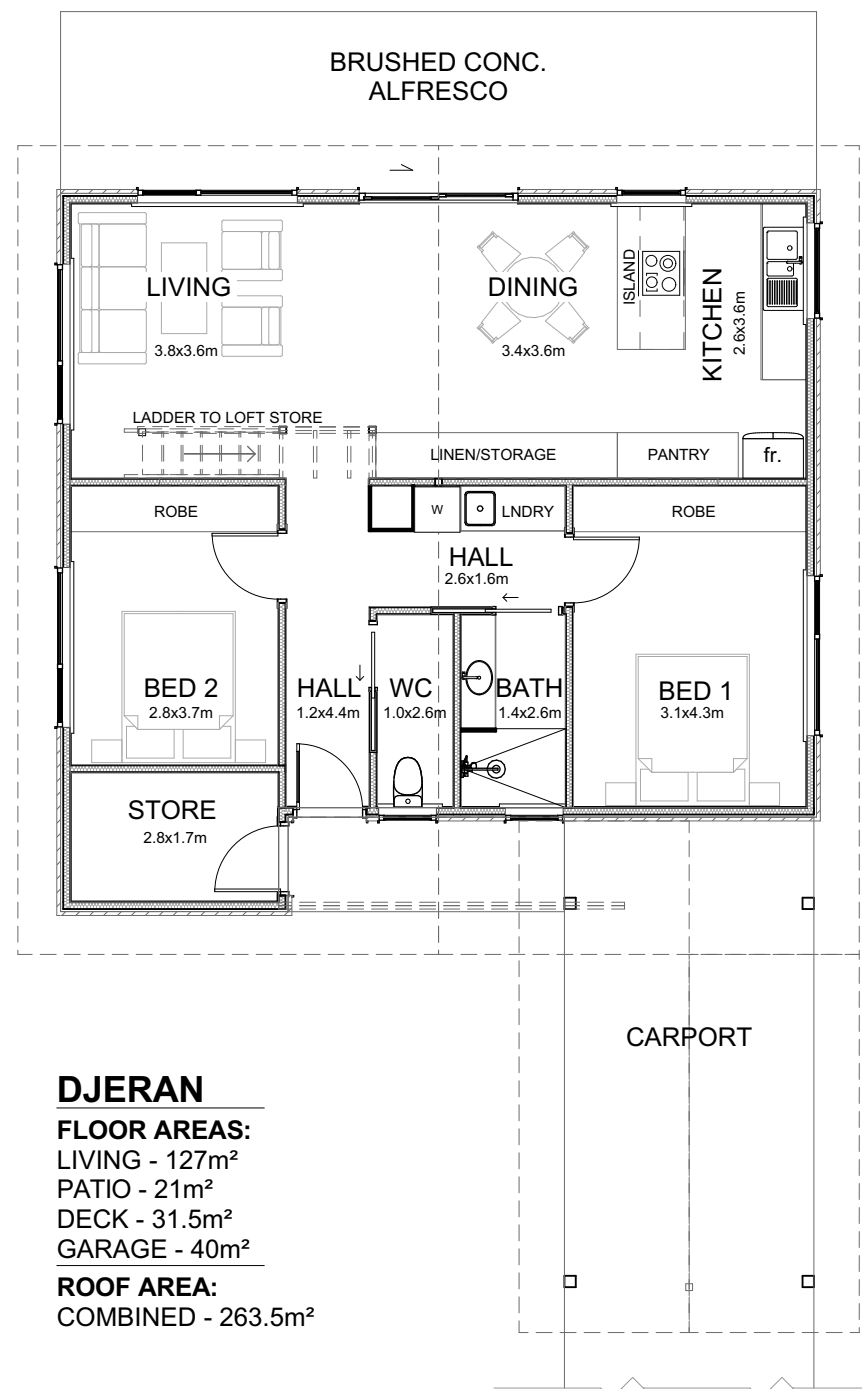 BRUSHED CONC.
ALFRESCO
LIVING
3.8x3.6m
DINING
3.4x3.6m
ISLAND
KITCHEN
2.6x3.6m
LADDER TO LOFT STORE
LINEN/STORAGE
PANTRY
fr.
ROBE
W
LNDRY
ROBE
HALL
2.6x1.6m
BED 2
2.8x3.7m
HALL
1.2x4.4m
WC
1.0x2.6m
BATH
1.4x2.6m
BED 1
3.1x4.3m
STORE
2.8x1.7m
CARPORT
DJERAN
FLOOR AREAS:
LIVING - 127m²
PATIO - 21m²
DECK - 31.5m²
GARAGE - 40m²
ROOF AREA:
COMBINED - 263.5m²